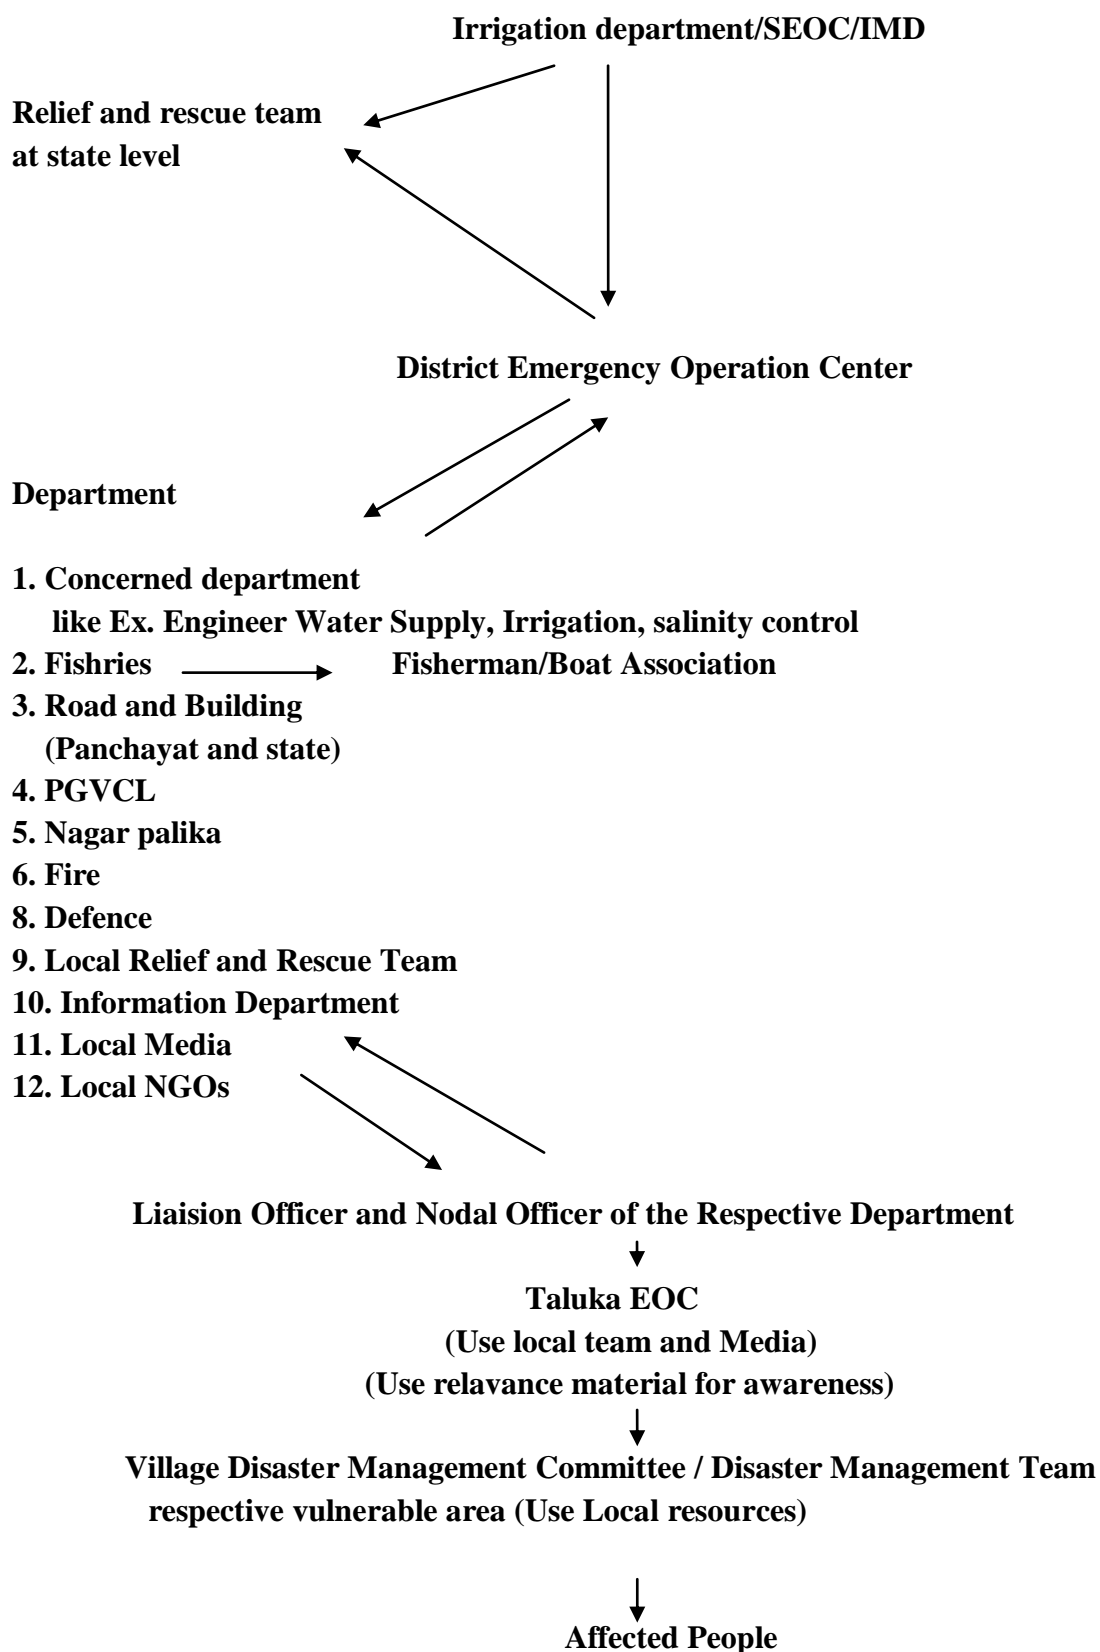 Irrigation department/SEOC/IMD
Relief and rescue team
at state level
District Emergency Operation Center
Department
1. Concerned department
like Ex. Engineer Water Supply, Irrigation, salinity control
2. Fishries Fisherman/Boat Association
3. Road and Building
(Panchayat and state)
4. PGVCL
5. Nagar palika
6. Fire
8. Defence
9. Local Relief and Rescue Team
10. Information Department
11. Local Media
12. Local NGOs
Liaision Officer and Nodal Officer of the Respective Department
Taluka EOC
(Use local team and Media)
(Use relavance material for awareness)
Village Disaster Management Committee / Disaster Management Team
respective vulnerable area (Use Local resources)
Affected People